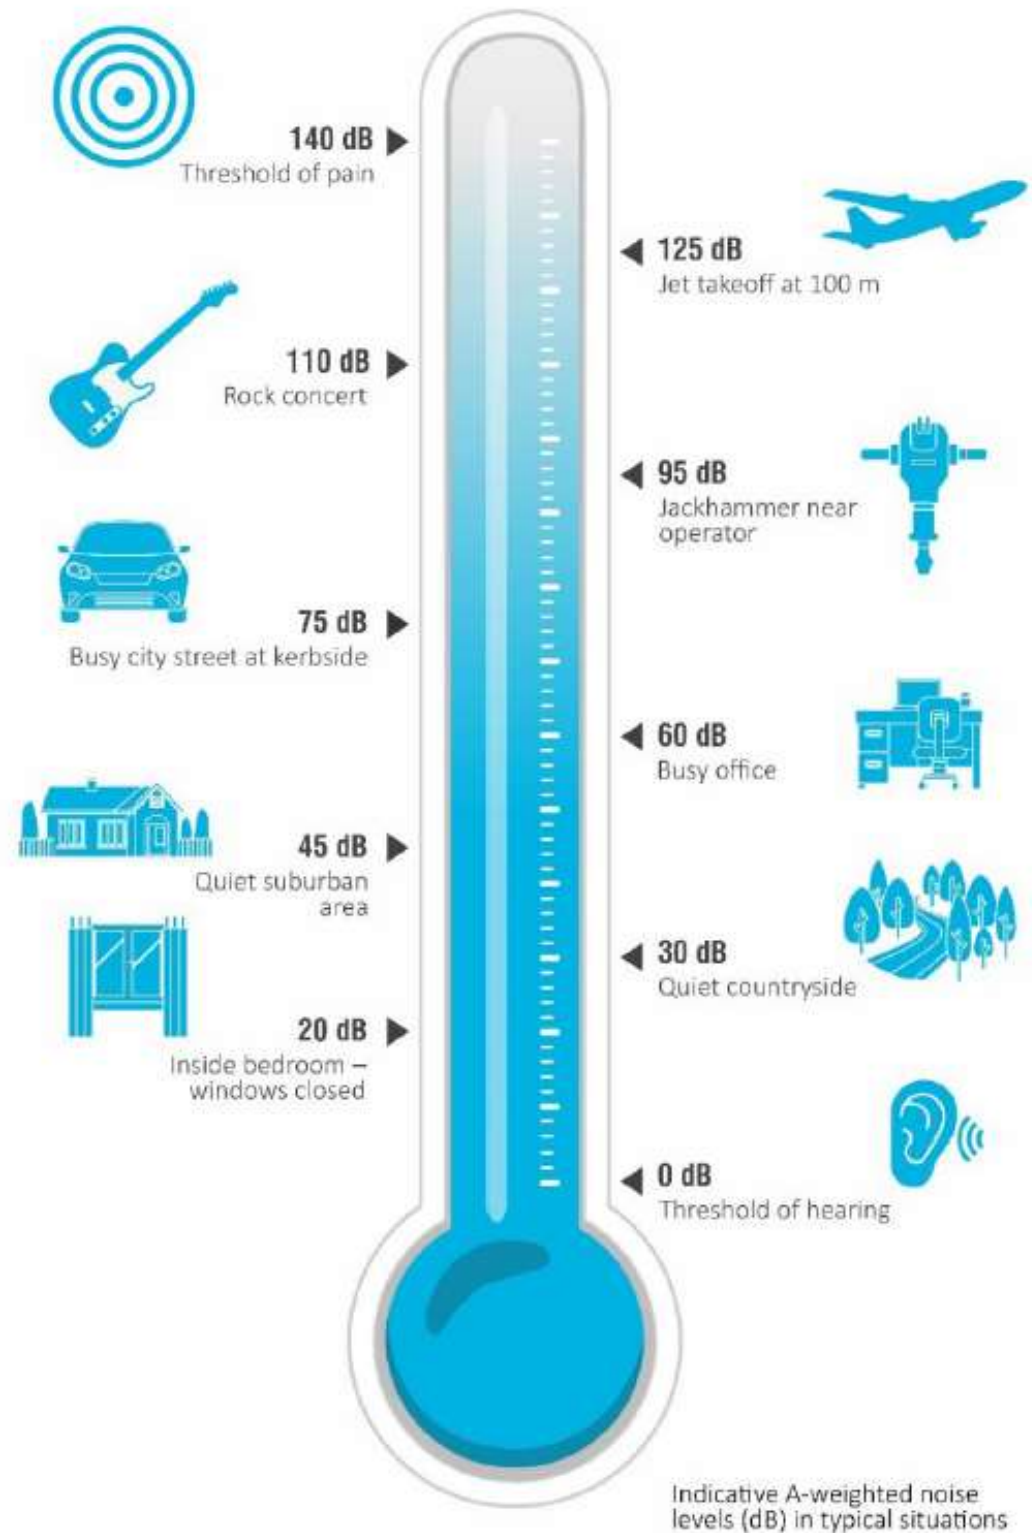 140 dB
Threshold of pain
125 dB
Jet takeoff at 100 m
110 dB
Rock concert
95 dB
Jackhammer near
operator
75 dB
Busy city street at kerbside
60 dB
Busy office
45 dB
Quiet suburban
area
30 dB
Quiet countryside
20 dB
Inside bedroom –
windows closed
0 dB
Threshold of hearing
Indicative A-weighted noise
levels (dB) in typical situations